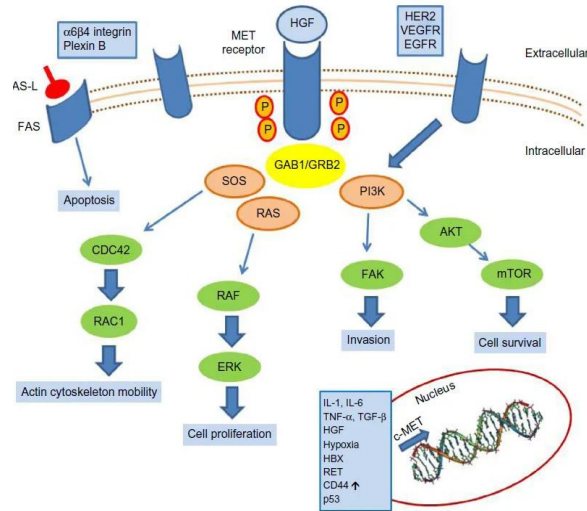 α6β4 integrin
Plexin B
MET
receptor
HGF
HER2
VEGFR
EGFR
Extracellular
AS-L
FAS
P
P
P
P
Intracellular
GAB1/GRB2
SOS
PI3K
RAS
Apoptosis
AKT
CDC42
FAK
mTOR
RAF
RAC1
Invasion
Cell survival
ERK
Actin cytoskeleton mobility
Cell proliferation
Nucleus
c-MET
IL-1, IL-6
TNF-α, TGF-β
HGF
Hypoxia
HBX
RET
CD44 ↑
p53